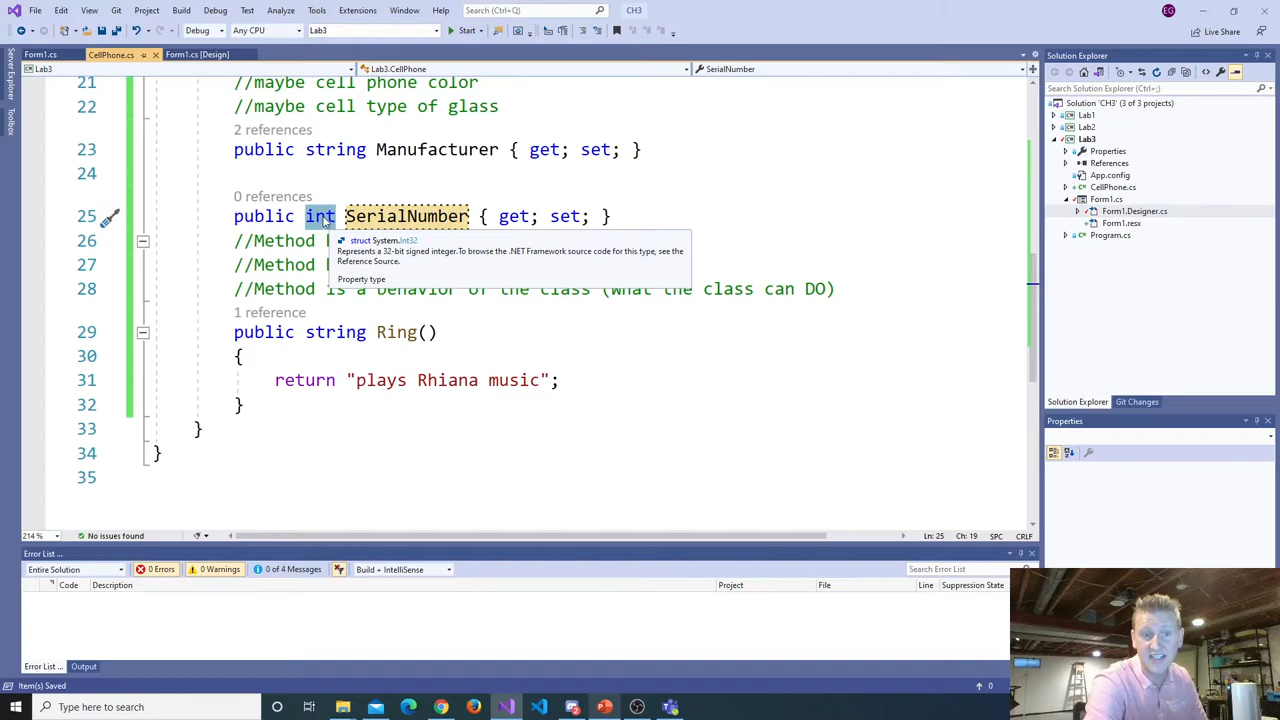 File Edit View Git Project Build Debug Test Analyze Tools Extensions Window Help Search (Ctrl+Q) CH3 EG
Debug Any CPU Lab3 Start Live Share
Form1.cs CellPhone.cs Form1.cs [Design]
Lab3 Lab3.CellPhone SerialNumber
Server Explorer
Toolbox
21 //maybe cell phone color
22 //maybe cell type of glass
2 references
23 public string Manufacturer { get; set; }
24
0 references
25 public int SerialNumber { get; set; }
26 //Method
27 //Method
28 //Method is a behavior of the class (What the class can DO)
struct System.Int32
Represents a 32-bit signed integer.To browse the .NET Framework source code for this type, see the
Reference Source.
Property type
1 reference
29 public string Ring()
30 {
31 return "plays Rhiana music";
32 }
33 }
34 }
35
214 % No issues found Ln: 25 Ch: 19 SPC CRLF
Solution Explorer
Search Solution Explorer (Ctrl+;)
Solution 'CH3' (3 of 3 projects)
Lab1
Lab2
Lab3
Properties
References
App.config
CellPhone.cs
Form1.cs
Form1.Designer.cs
Form1.resx
Program.cs
Solution Explorer Git Changes
Properties
Error List ...
Entire Solution 0 Errors 0 Warnings 0 of 4 Messages Build + IntelliSense Search Error List
Code Description Project File Line Suppression State
Error List ... Output
Item(s) Saved 0
Type here to search